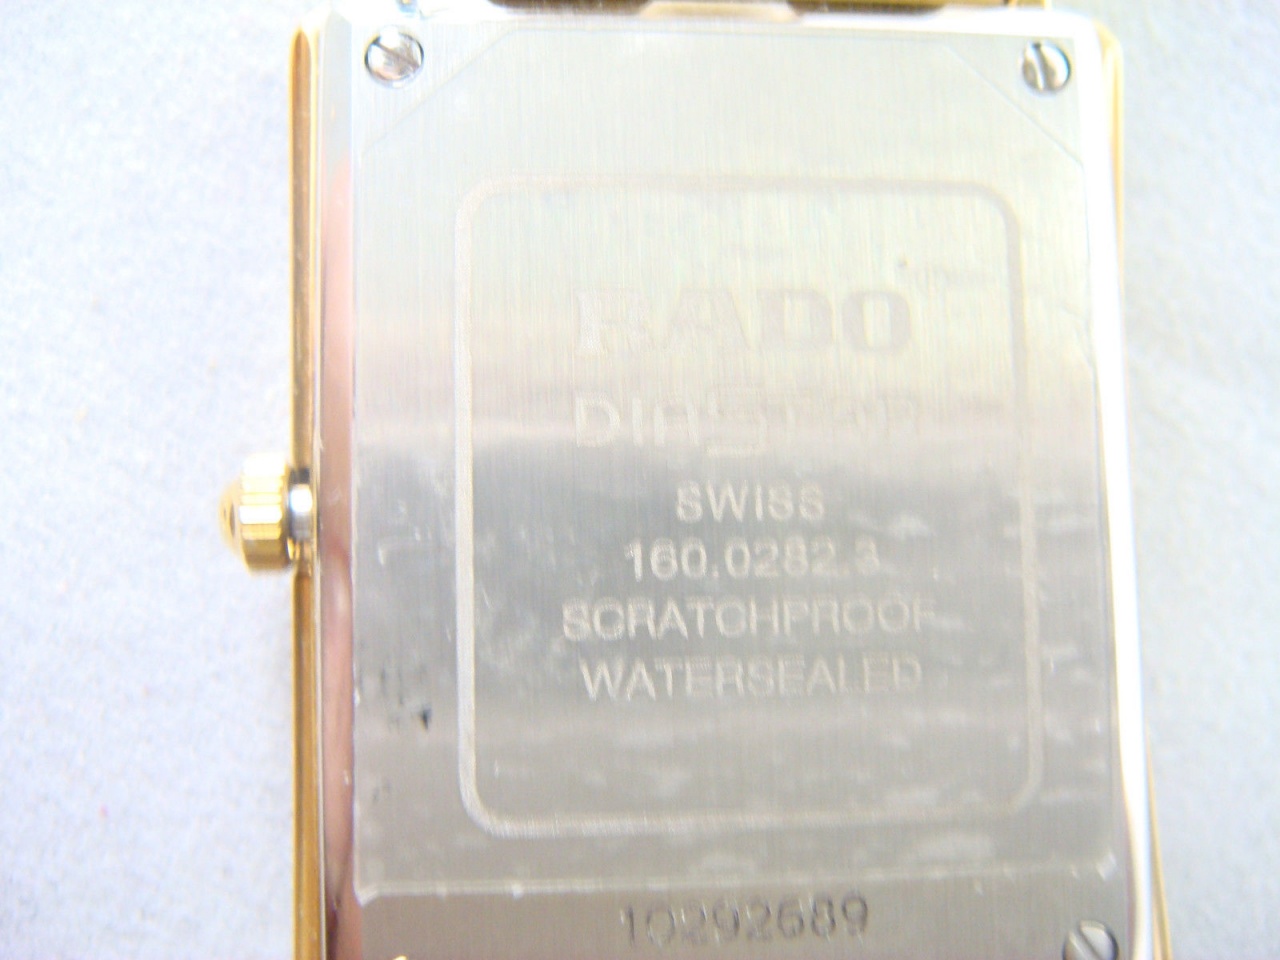 RADO
DIASTAR
SWISS
160.0282.3
SCRATCHPROOF
WATERSEALED
10292689